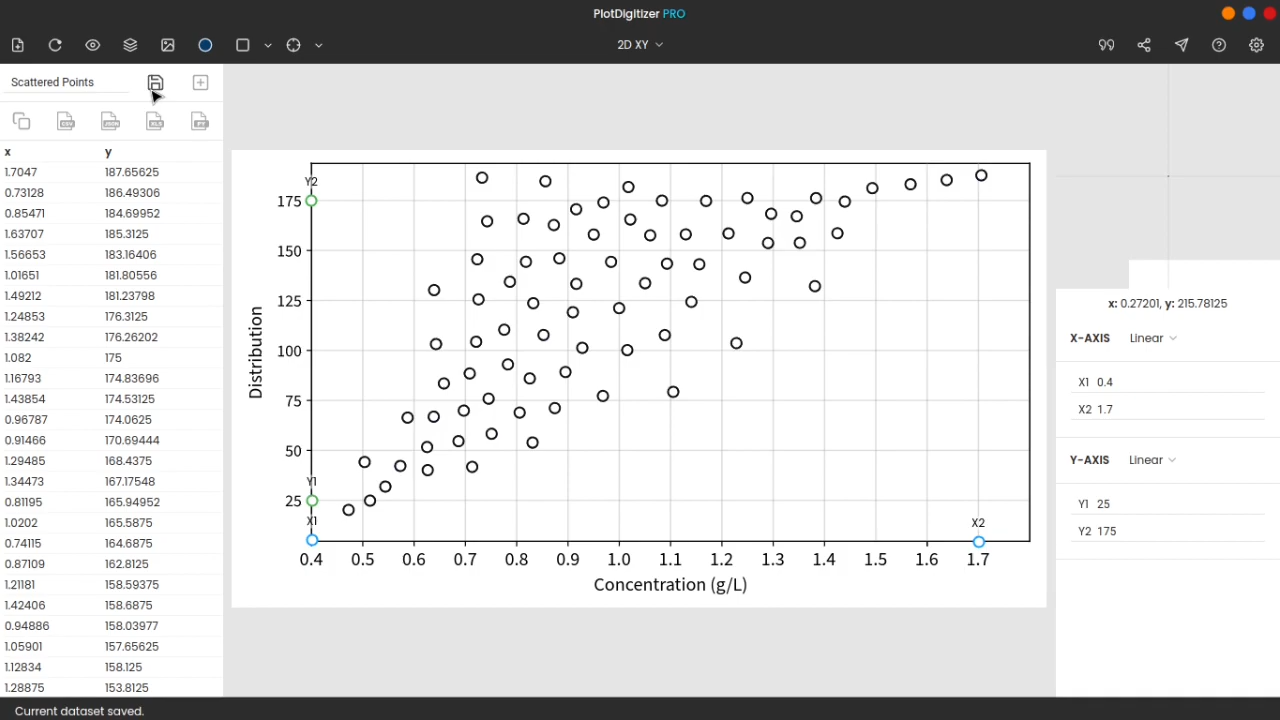 PlotDigitizer PRO
2D XY
Scattered Points
x y
1.7047 187.65625
0.73128 186.49306
0.85471 184.69952
1.63707 185.3125
1.56653 183.16406
1.01651 181.80556
1.49212 181.23798
1.24853 176.3125
1.38242 176.26202
1.082 175
1.16793 174.83696
1.43854 174.53125
0.96787 174.0625
0.91466 170.69444
1.29485 168.4375
1.34473 167.17548
0.81195 165.94952
1.0202 165.5875
0.74115 164.6875
0.87109 162.8125
1.21181 158.59375
1.42406 158.6875
0.94886 158.03977
1.05901 157.65625
1.12834 158.125
1.28875 153.8125
Y2
175
150
125
100
75
50
Y1
25
X1
X2
Distribution
0.4 0.5 0.6 0.7 0.8 0.9 1.0 1.1 1.2 1.3 1.4 1.5 1.6 1.7
Concentration (g/L)
x: 0.27201, y: 215.78125
X-AXIS Linear
X1 0.4
X2 1.7
Y-AXIS Linear
Y1 25
Y2 175
Current dataset saved.